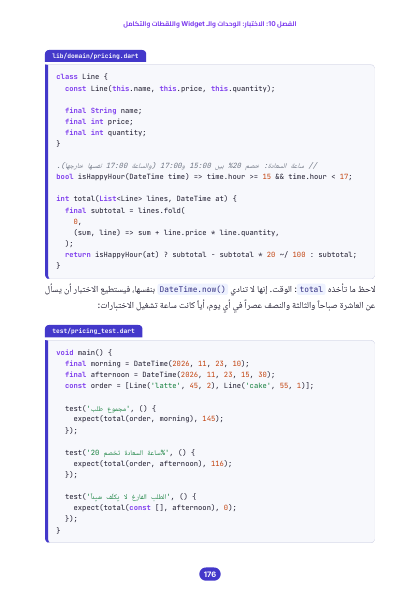 الفصل 10: الاختبار: الوحدات والـ Widget واللقطات والتكامل
lib/domain/pricing.dart
class Line {
  const Line(this.name, this.price, this.quantity);

  final String name;
  final int price;
  final int quantity;
}

// ساعة السعادة: خصم 20% بين 15:00 و17:00 (والساعة 17:00 نفسها خارجها).
bool isHappyHour(DateTime time) => time.hour >= 15 && time.hour < 17;

int total(List<Line> lines, DateTime at) {
  final subtotal = lines.fold(
    0,
    (sum, line) => sum + line.price * line.quantity,
  );
  return isHappyHour(at) ? subtotal - subtotal * 20 ~/ 100 : subtotal;
}
لاحظ ما تأخذه total : الوقت. إنها لا تنادي DateTime.now() بنفسها، فيستطيع الاختبار أن يسأل
عن العاشرة صباحاً والثالثة والنصف عصراً في أي يوم، أياً كانت ساعة تشغيل الاختبارات:
test/pricing_test.dart
void main() {
  final morning = DateTime(2026, 11, 23, 10);
  final afternoon = DateTime(2026, 11, 23, 15, 30);
  const order = [Line('latte', 45, 2), Line('cake', 55, 1)];

  test('مجموع طلب', () {
    expect(total(order, morning), 145);
  });

  test('ساعة السعادة تخصم 20%', () {
    expect(total(order, afternoon), 116);
  });

  test('الطلب الفارغ لا يكلف شيئاً', () {
    expect(total(const [], afternoon), 0);
  });
}
176